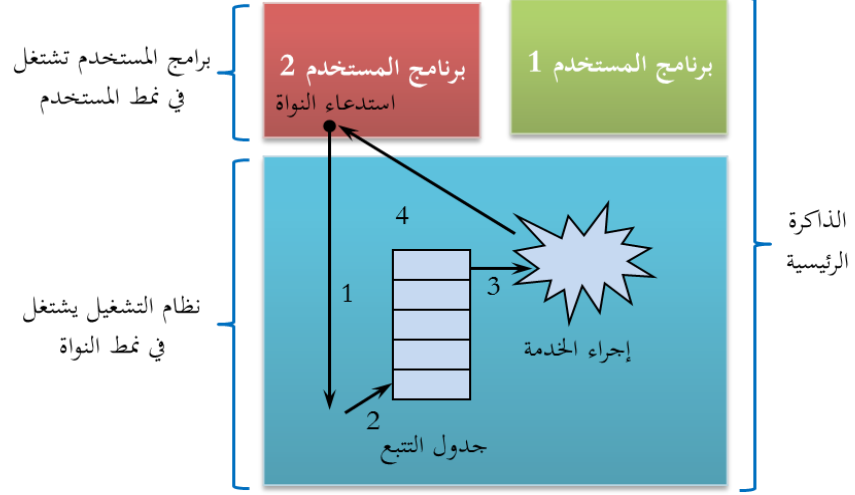 برنامج المستخدم 1
برنامج المستخدم 2
استدعاء النواة
برامج المستخدم تشتغل
في نمط المستخدم
الذاكرة
الرئيسية
4
3
1
إجراء الخدمة
نظام التشغيل يشتغل
في نمط النواة
2
جدول التتبع